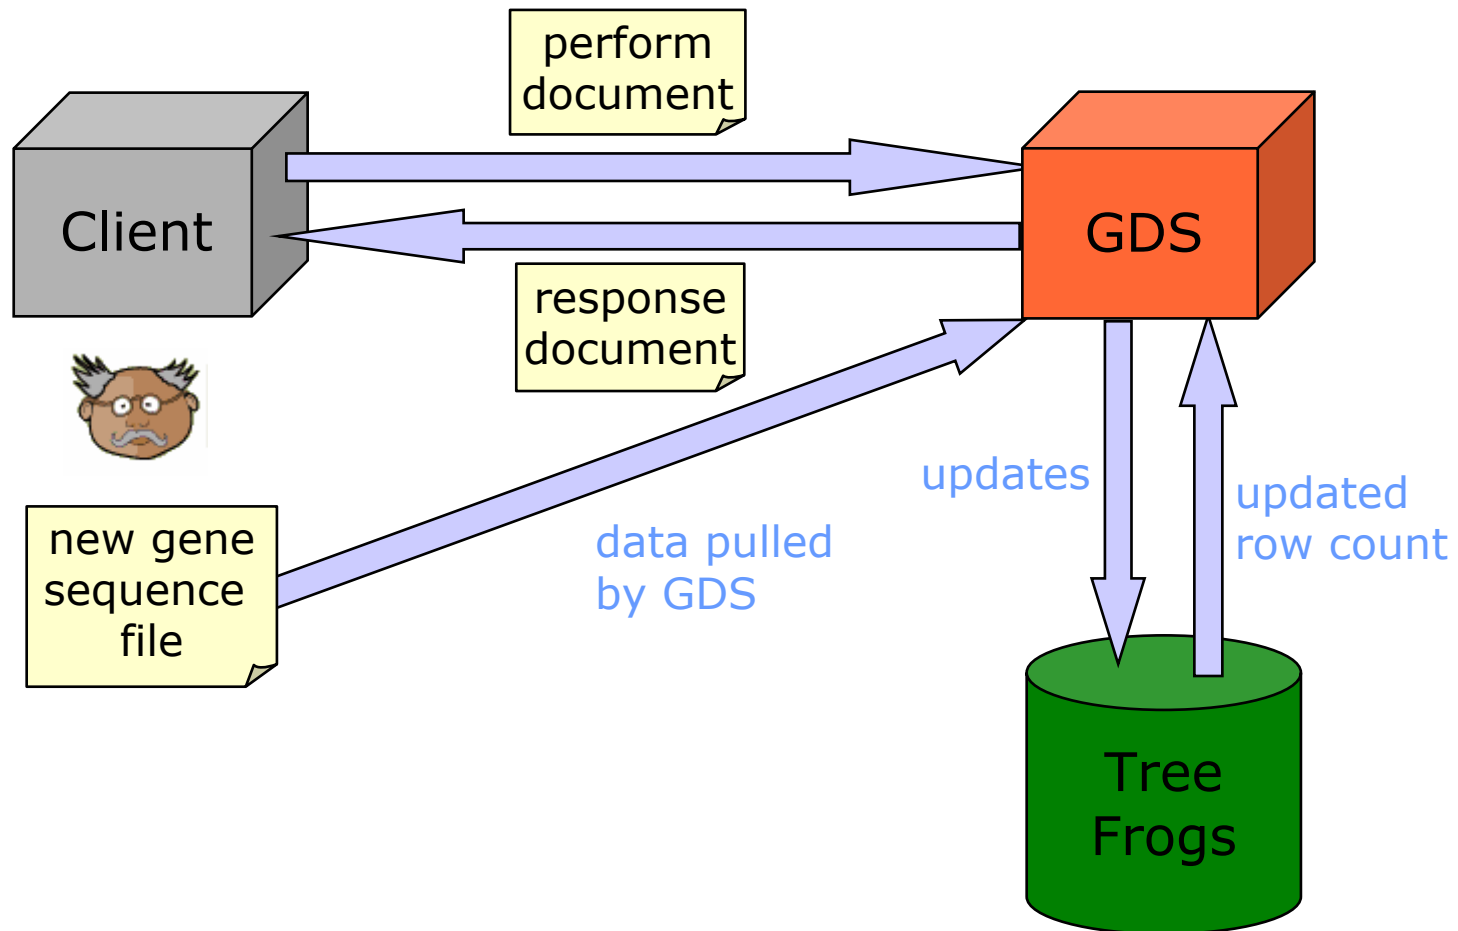 perform
document
Client
GDS
response
document
updates
updated
row count
new gene
sequence
file
data pulled
by GDS
Tree
Frogs